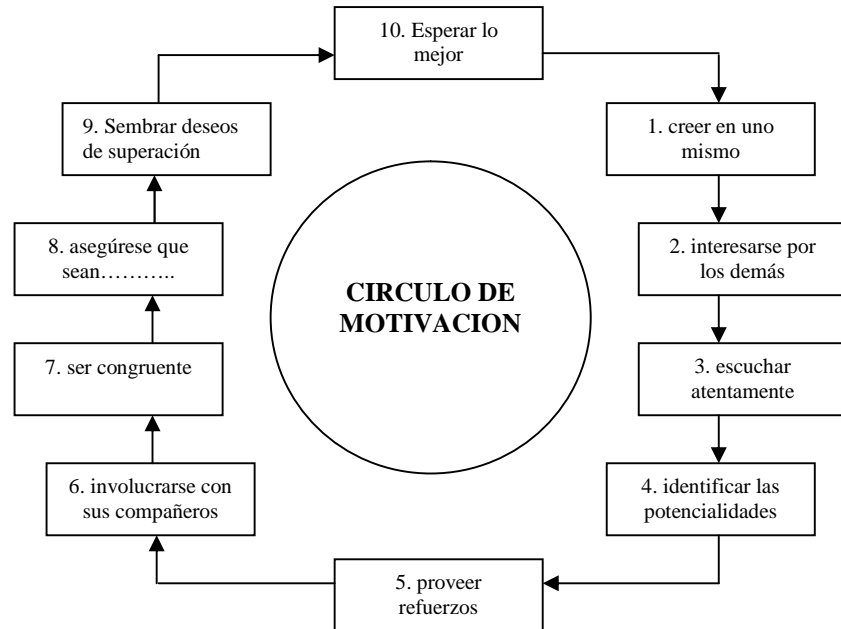 10. Esperar lo
mejor
9. Sembrar deseos
de superación
1. creer en uno
mismo
8. asegúrese que
sean………..
2. interesarse por
los demás
CIRCULO DE
MOTIVACION
7. ser congruente
3. escuchar
atentamente
6. involucrarse con
sus compañeros
4. identificar las
potencialidades
5. proveer
refuerzos